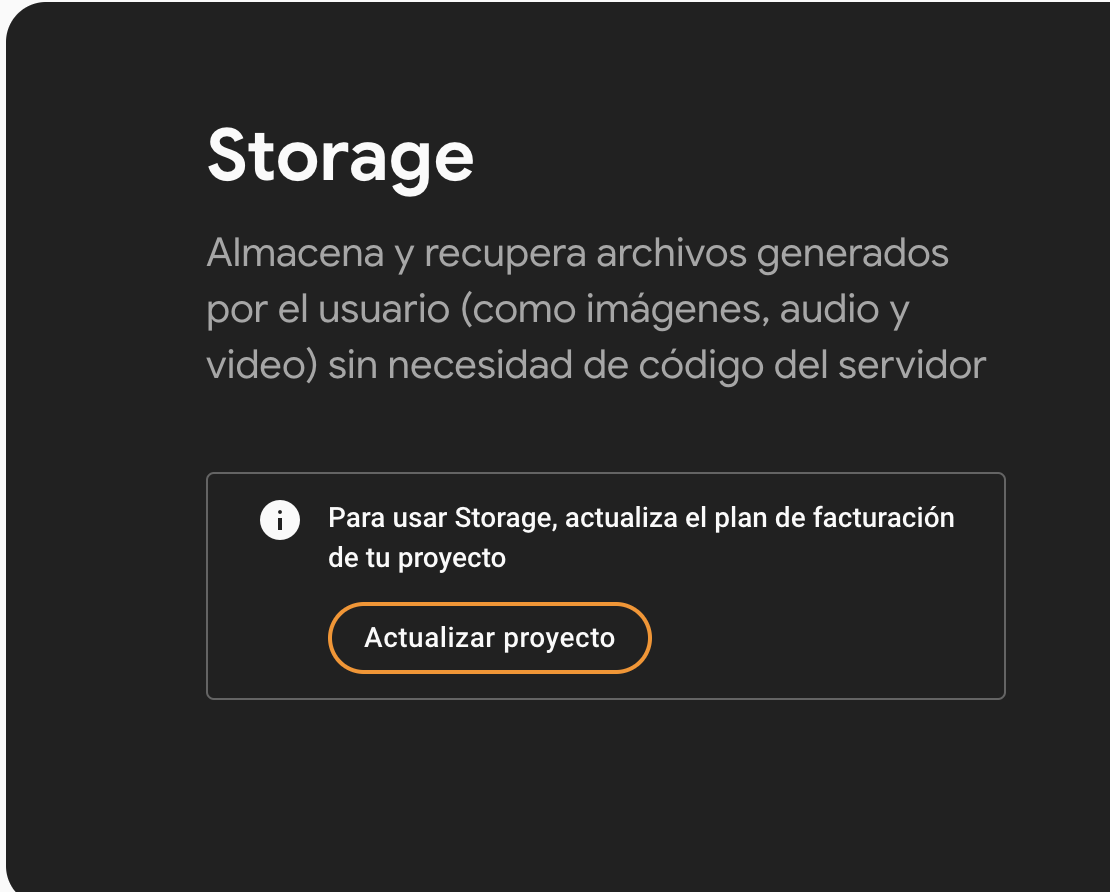 Storage
Almacena y recupera archivos generados
por el usuario (como imágenes, audio y
video) sin necesidad de código del servidor
Para usar Storage, actualiza el plan de facturación
de tu proyecto
Actualizar proyecto